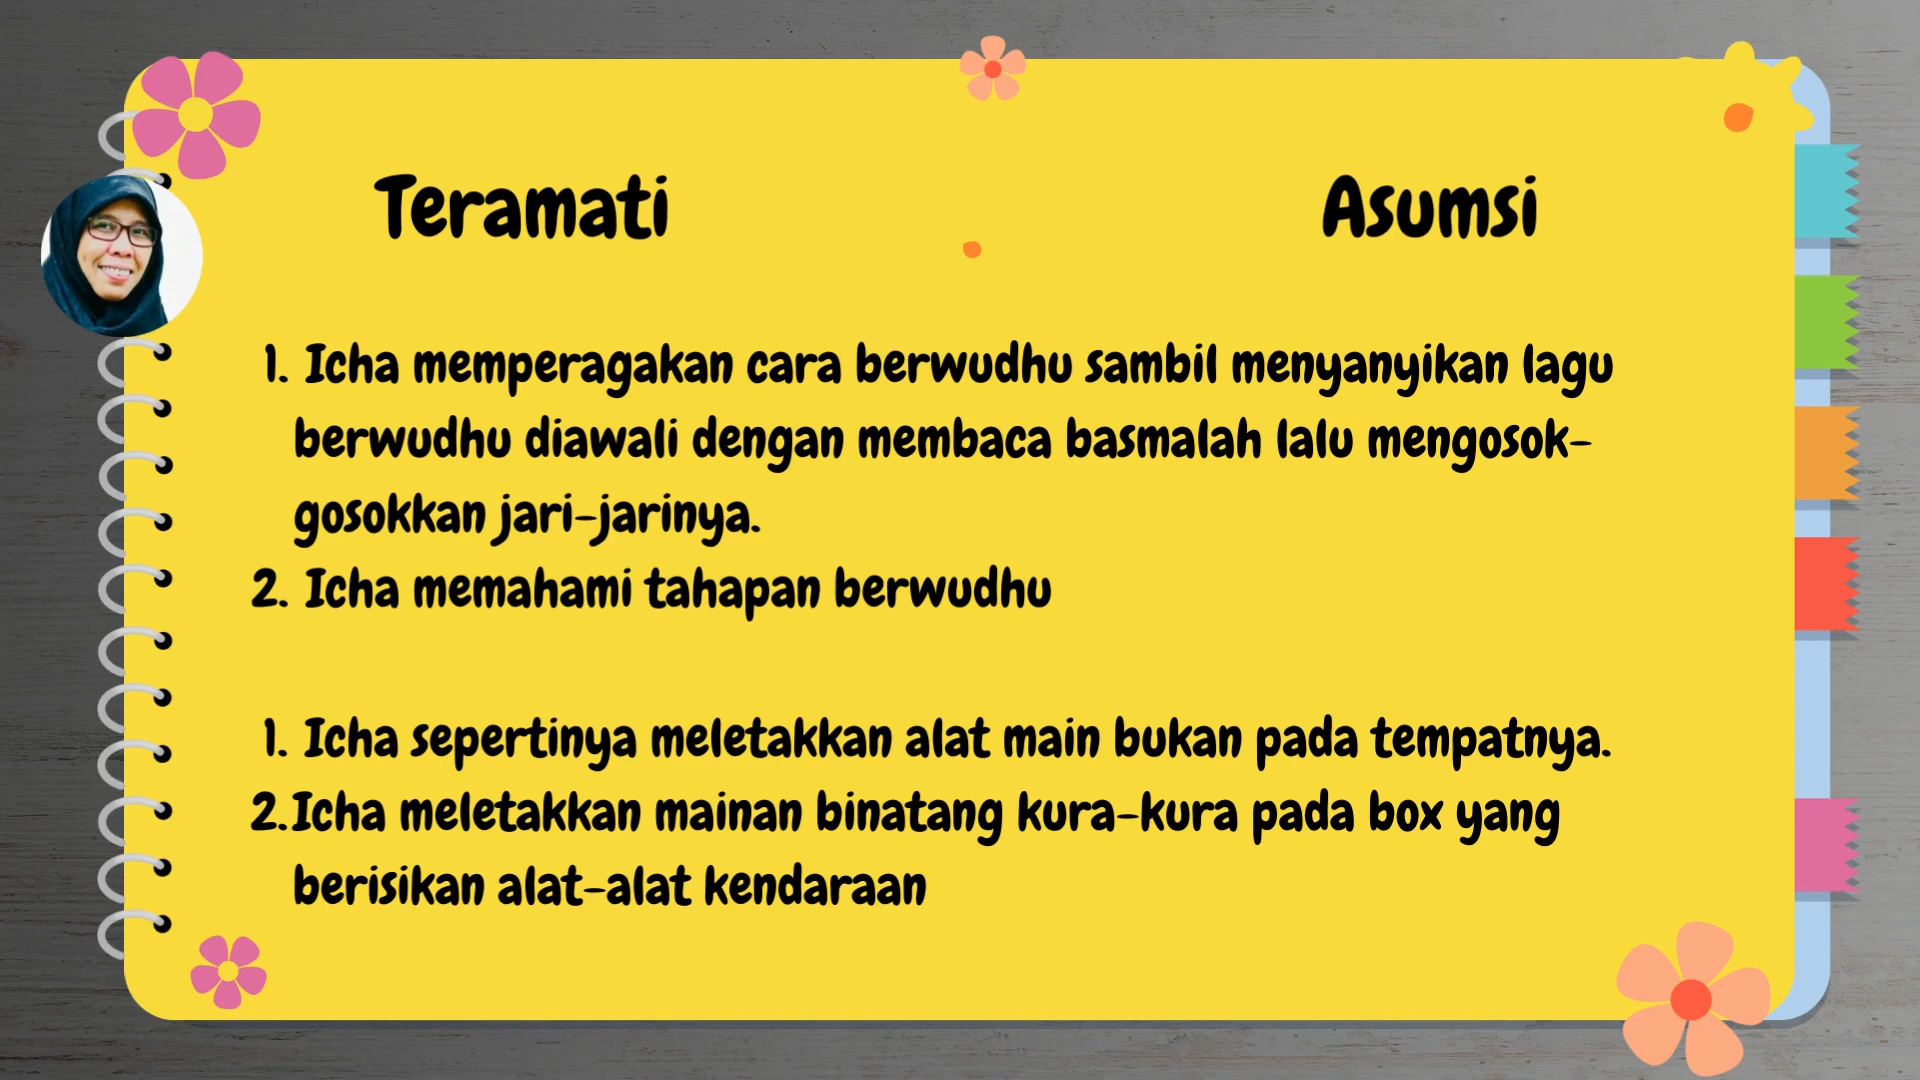 Teramati
Asumsi
1. Icha memperagakan cara berwudhu sambil menyanyikan lagu
berwudhu diawali dengan membaca basmalah lalu mengosok-
gosokkan jari-jarinya.
2. Icha memahami tahapan berwudhu
1. Icha sepertinya meletakkan alat main bukan pada tempatnya.
2.Icha meletakkan mainan binatang kura-kura pada box yang
berisikan alat-alat kendaraan